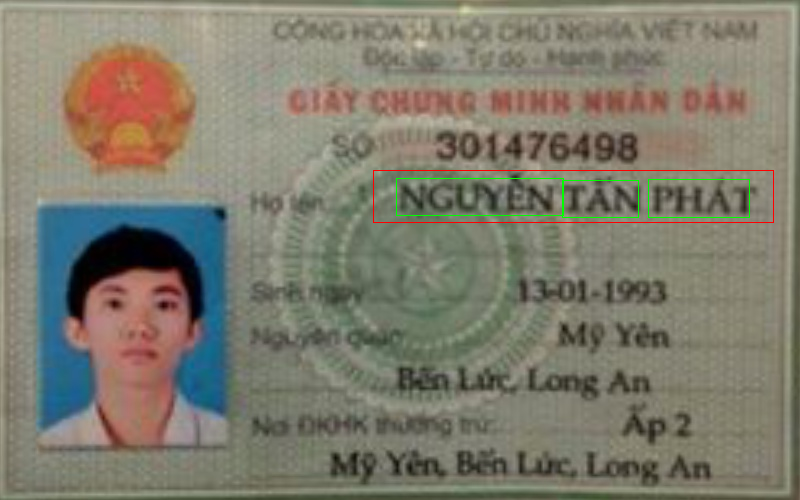 CỘNG HÒA XÃ HỘI CHỦ NGHĨA VIỆT NAM
Độc lập - Tự do - Hạnh phúc
GIẤY CHỨNG MINH NHÂN DÂN
SỐ 301476498
Họ tên NGUYỄN TẤN PHÁT
Sinh ngày 13-01-1993
Nguyên quán Mỹ Yên
Bến Lức, Long An
Nơi ĐKHK thường trú: Ấp 2
Mỹ Yên, Bến Lức, Long An